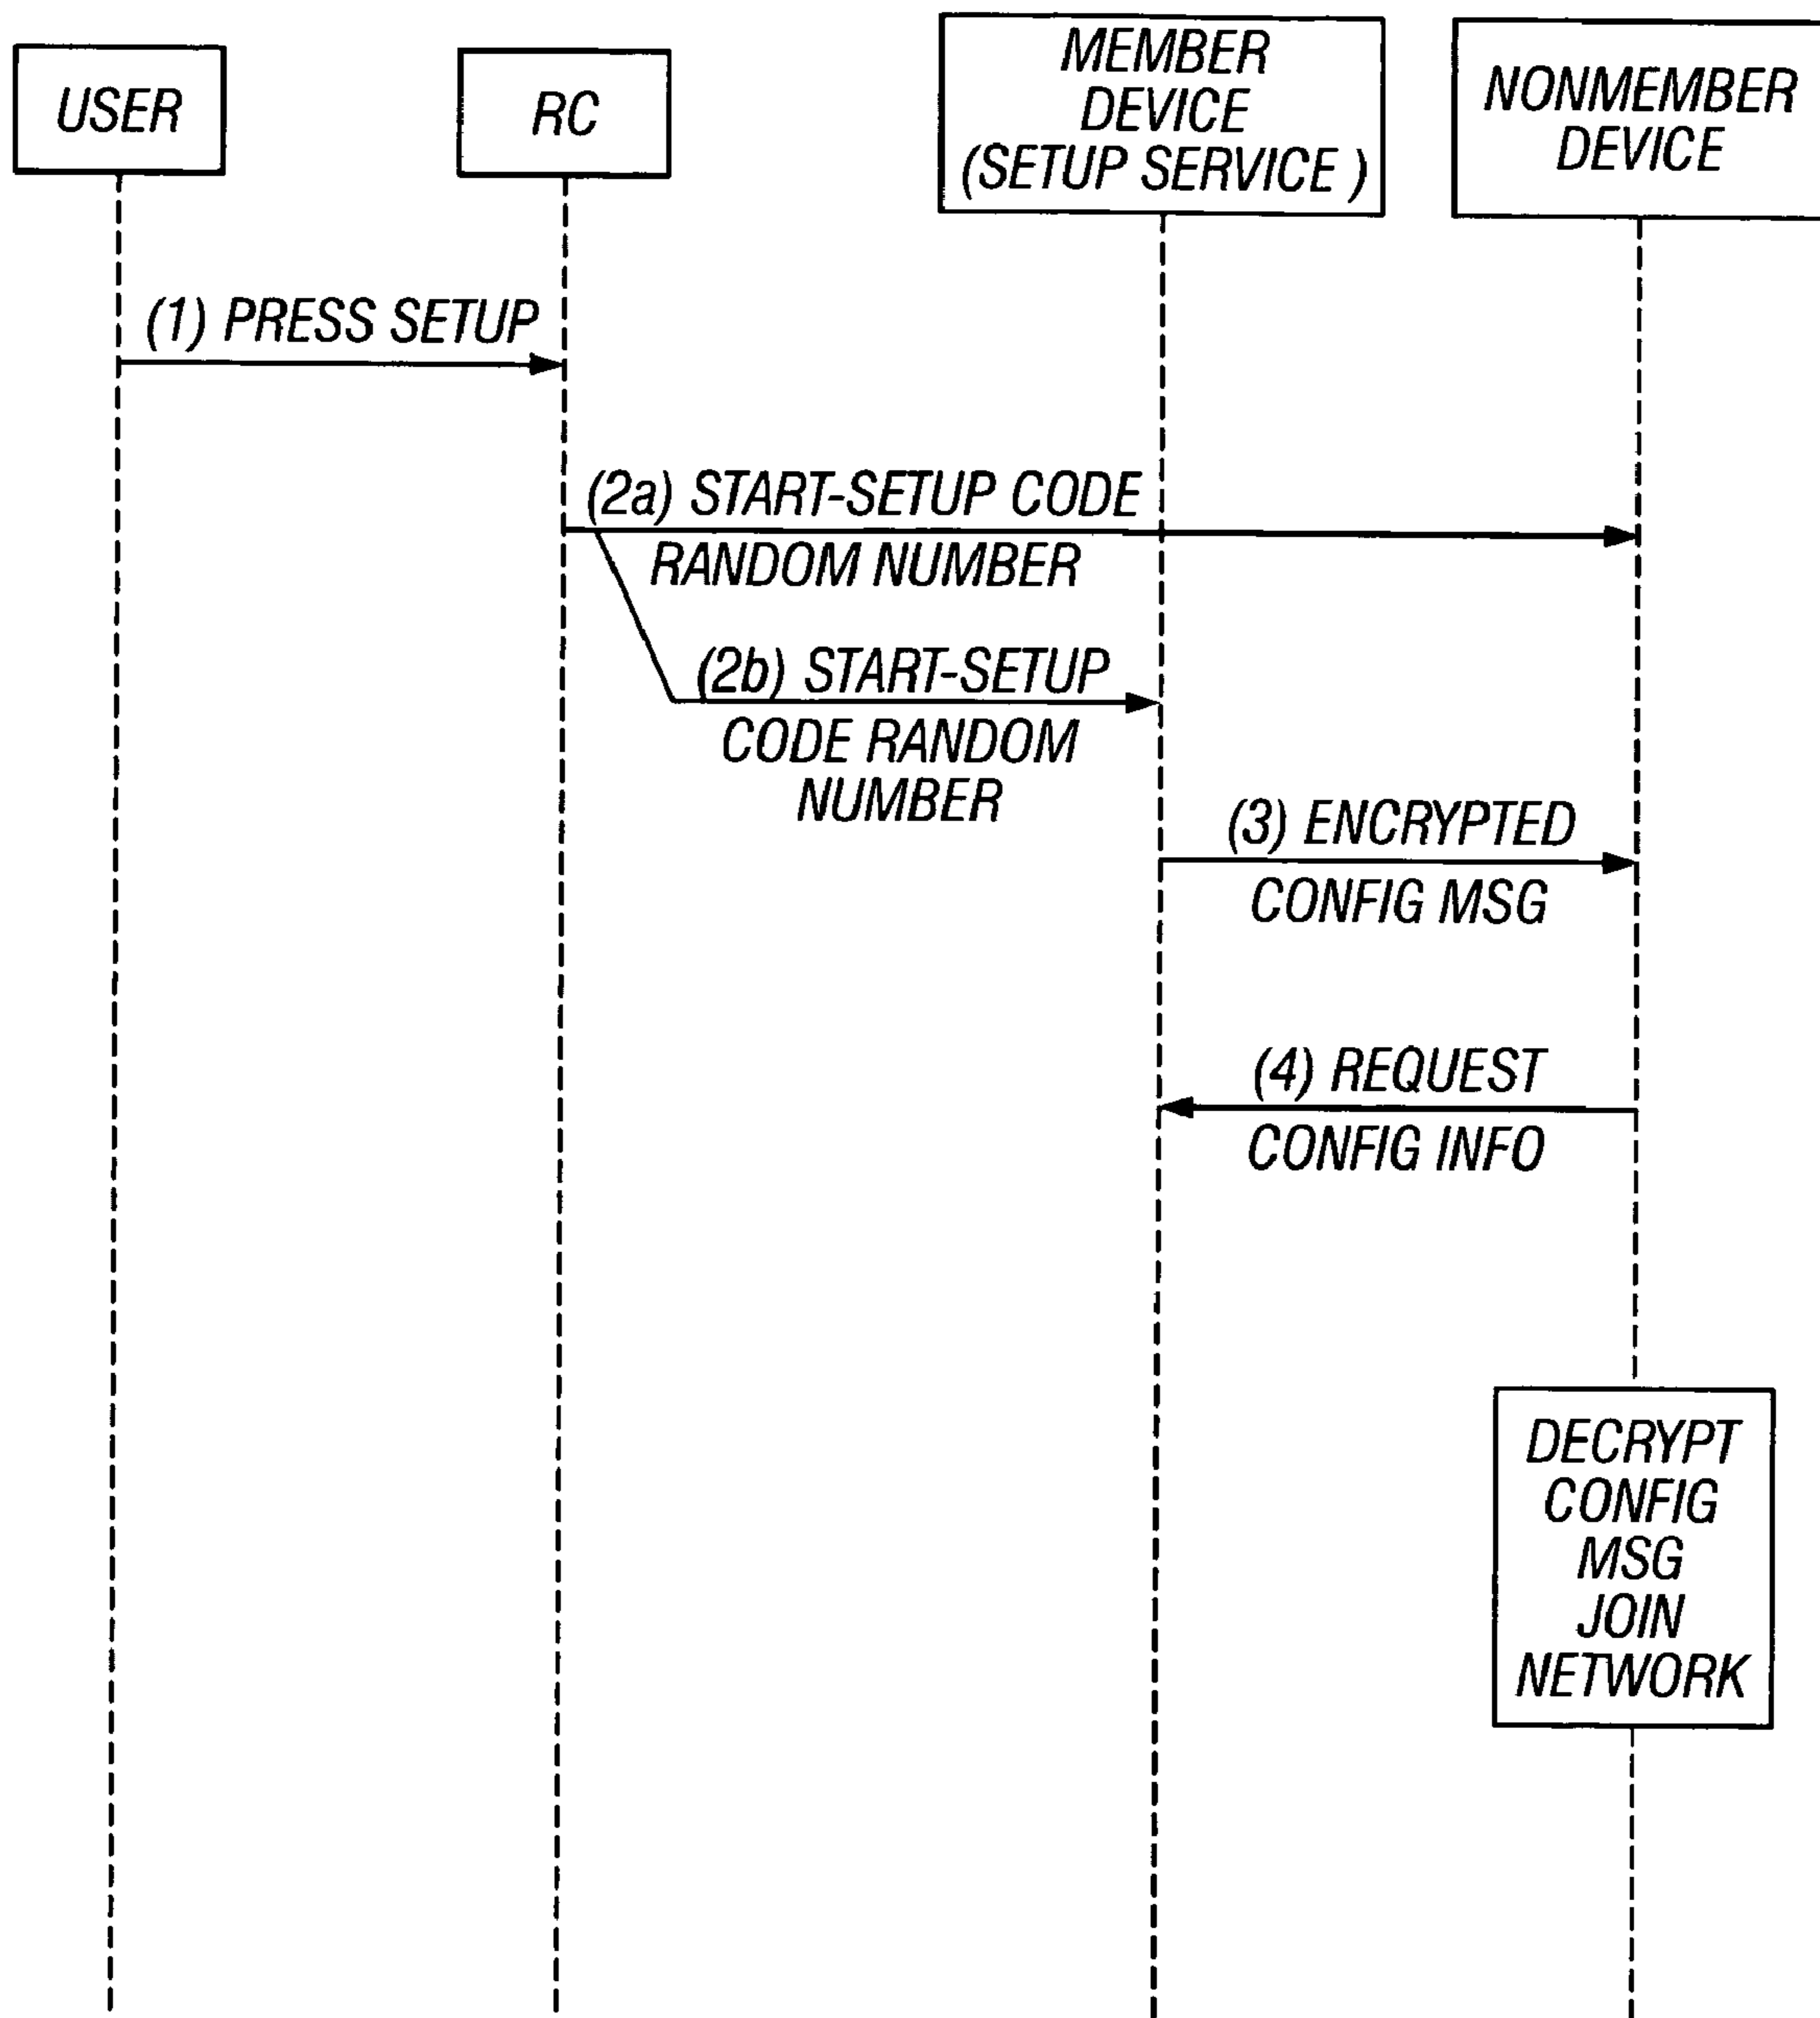 USER
RC
MEMBER
DEVICE
(SETUP SERVICE )
NONMEMBER
DEVICE
(1) PRESS SETUP
(2a) START-SETUP CODE
RANDOM NUMBER
(2b) START-SETUP
CODE RANDOM
NUMBER
(3) ENCRYPTED
CONFIG MSG
(4) REQUEST
CONFIG INFO
DECRYPT
CONFIG
MSG
JOIN
NETWORK